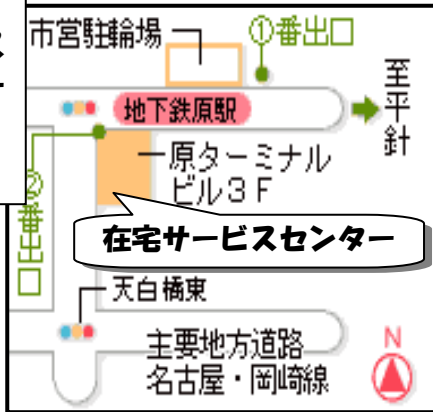 市営駐輪場
①番出口
至平針
地下鉄原駅
原ターミナル
ビル3F
②番出口
在宅サービスセンター
天白橋東
主要地方道路
名古屋・岡崎線
N